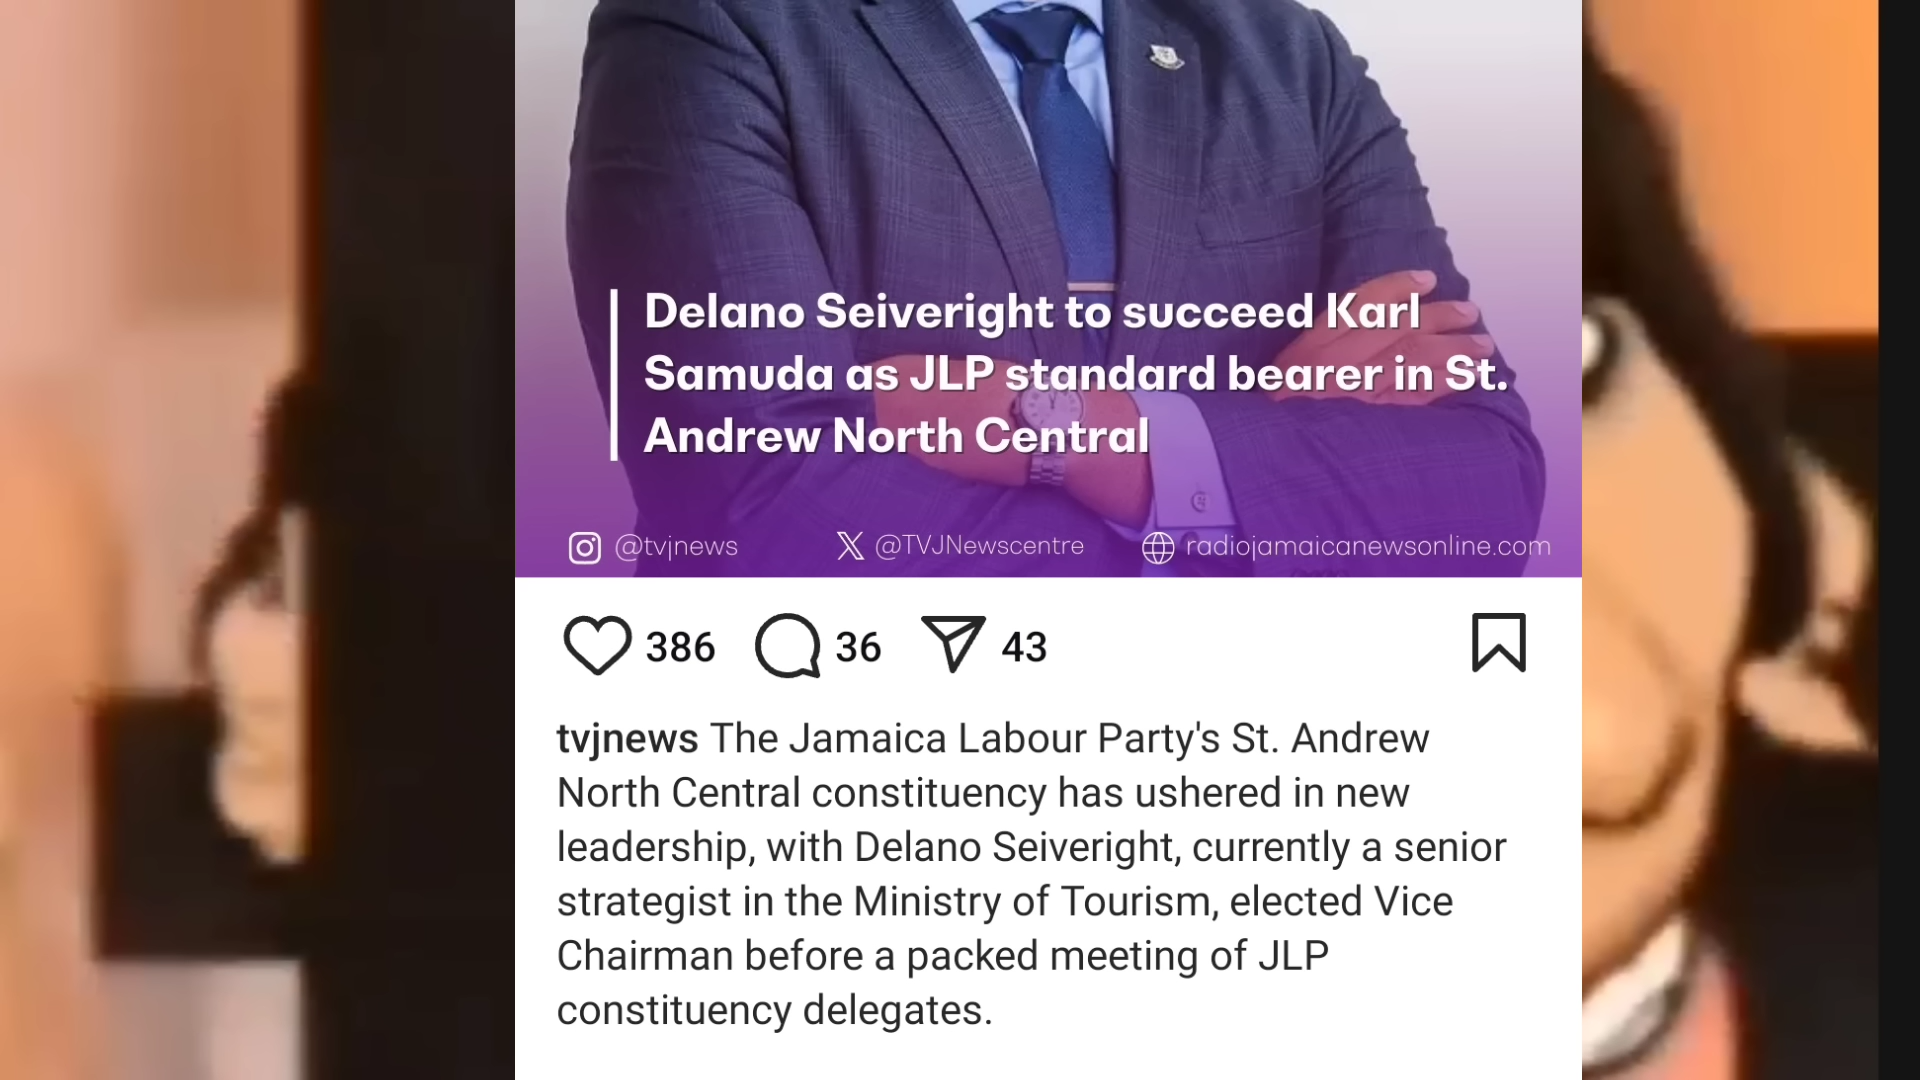 Delano Seiveright to succeed Karl
Samuda as JLP standard bearer in St.
Andrew North Central
@tvjnews @TVJNewscentre radiojamaicanewsonline.com
386 36 43
tvjnews The Jamaica Labour Party's St. Andrew
North Central constituency has ushered in new
leadership, with Delano Seiveright, currently a senior
strategist in the Ministry of Tourism, elected Vice
Chairman before a packed meeting of JLP
constituency delegates.